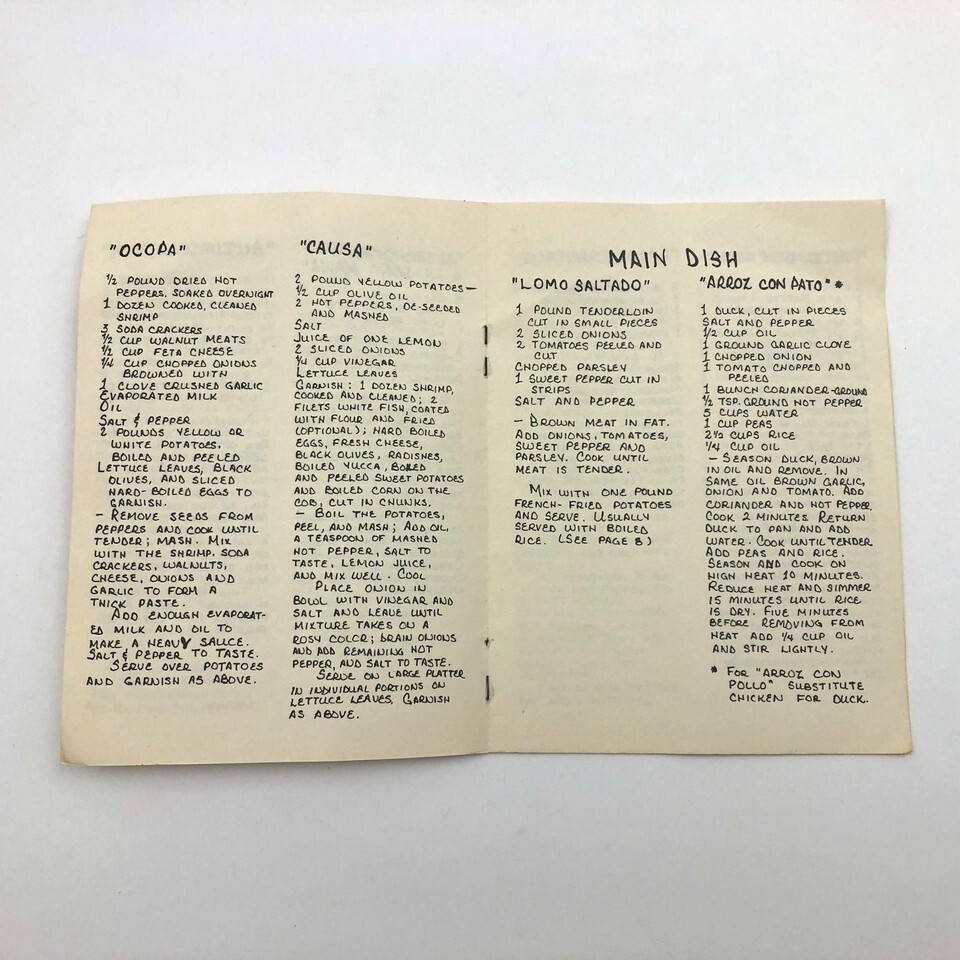 "OCOPA"
½ POUND DRIED HOT
PEPPERS, SOAKED OVERNIGHT
1 DOZEN COOKED, CLEANED
SHRIMP
3 SODA CRACKERS
½ CUP WALNUT MEATS
½ CUP FETA CHEESE
¼ CUP CHOPPED ONIONS
BROWNED WITH
1 CLOVE CRUSHED GARLIC
EVAPORATED MILK
OIL
SALT & PEPPER
2 POUNDS YELLOW OR
WHITE POTATOES.
BOILED AND PEELED
LETTUCE LEAVES, BLACK
OLIVES, AND SLICED
HARD-BOILED EGGS TO
GARNISH.
- REMOVE SEEDS FROM
PEPPERS AND COOK UNTIL
TENDER; MASH. MIX
WITH THE SHRIMP, SODA
CRACKERS, WALNUTS,
CHEESE, ONIONS AND
GARLIC TO FORM A
THICK PASTE.
ADD ENOUGH EVAPORAT-
ED MILK AND OIL TO
MAKE A HEAVY SAUCE.
SALT & PEPPER TO TASTE.
SERVE OVER POTATOES
AND GARNISH AS ABOVE.
"CAUSA"
2 POUND YELLOW POTATOES-
½ CUP OLIVE OIL
2 HOT PEPPERS, DE-SEEDED
AND MASHED
SALT
JUICE OF ONE LEMON
2 SLICED ONIONS
¼ CUP VINEGAR
LETTUCE LEAVES
GARNISH: 1 DOZEN SHRIMP,
COOKED AND CLEANED; 2
FILETS WHITE FISH, COATED
WITH FLOUR AND FRIED
(OPTIONAL); HARD BOILED
EGGS, FRESH CHEESE,
BLACK OLIVES, RADISHES,
BOILED YUCCA, BOILED
AND PEELED SWEET POTATOES
AND BOILED CORN ON THE
COB, CUT IN CHUNKS.
- BOIL THE POTATOES,
PEEL, AND MASH; ADD OIL,
A TEASPOON OF MASHED
HOT PEPPER, SALT TO
TASTE, LEMON JUICE,
AND MIX WELL. COOL
PLACE ONION IN
BOWL WITH VINEGAR AND
SALT AND LEAVE UNTIL
MIXTURE TAKES ON A
ROSY COLOR; DRAIN ONIONS
AND ADD REMAINING HOT
PEPPER, AND SALT TO TASTE.
SERVE ON LARGE PLATTER
IN INDIVIDUAL PORTIONS ON
LETTUCE LEAVES, GARNISH
AS ABOVE.
MAIN DISH
"LOMO SALTADO"
1 POUND TENDERLOIN
CUT IN SMALL PIECES
2 SLICED ONIONS
2 TOMATOES PEELED AND
CUT
CHOPPED PARSLEY
1 SWEET PEPPER CUT IN
STRIPS
SALT AND PEPPER
- BROWN MEAT IN FAT.
ADD ONIONS, TOMATOES,
SWEET PEPPER AND
PARSLEY. COOK UNTIL
MEAT IS TENDER.
MIX WITH ONE POUND
FRENCH-FRIED POTATOES
AND SERVE. USUALLY
SERVED WITH BOILED
RICE. (SEE PAGE 8)
"ARROZ CON PATO" *
1 DUCK, CUT IN PIECES
SALT AND PEPPER
½ CUP OIL
1 GROUND GARLIC CLOVE
1 CHOPPED ONION
1 TOMATO CHOPPED AND
PEELED
1 BUNCH CORIANDER-GROUND
½ TSP. GROUND HOT PEPPER
5 CUPS WATER
1 CUP PEAS
2½ CUPS RICE
¼ CUP OIL
- SEASON DUCK, BROWN
IN OIL AND REMOVE. IN
SAME OIL BROWN GARLIC,
ONION AND TOMATO. ADD
CORIANDER AND HOT PEPPER.
COOK 2 MINUTES. RETURN
DUCK TO PAN AND ADD
WATER. COOK UNTIL TENDER
ADD PEAS AND RICE.
SEASON AND COOK ON
HIGH HEAT 10 MINUTES.
REDUCE HEAT AND SIMMER
15 MINUTES UNTIL RICE
IS DRY. FIVE MINUTES
BEFORE REMOVING FROM
HEAT ADD ¼ CUP OIL
AND STIR LIGHTLY.
* FOR "ARROZ CON
POLLO" SUBSTITUTE
CHICKEN FOR DUCK.